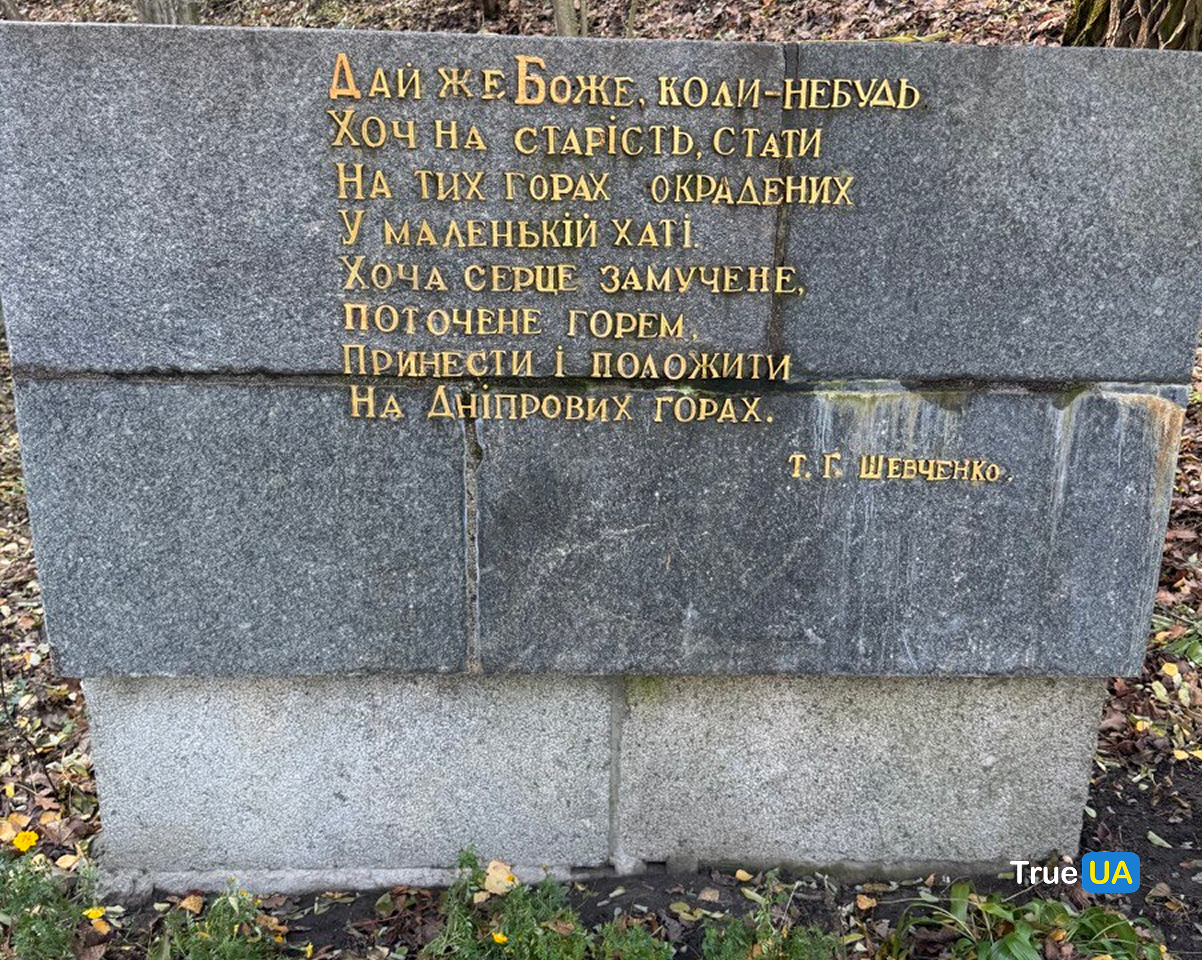 Дай же Боже, коли-небудь
Хоч на старість, стати
На тих горах окрадених
У маленькій хаті.
Хоча серце замучене,
поточене горем,
Принести і положити
На Дніпрових горах.
Т. Г. Шевченко.
True UA